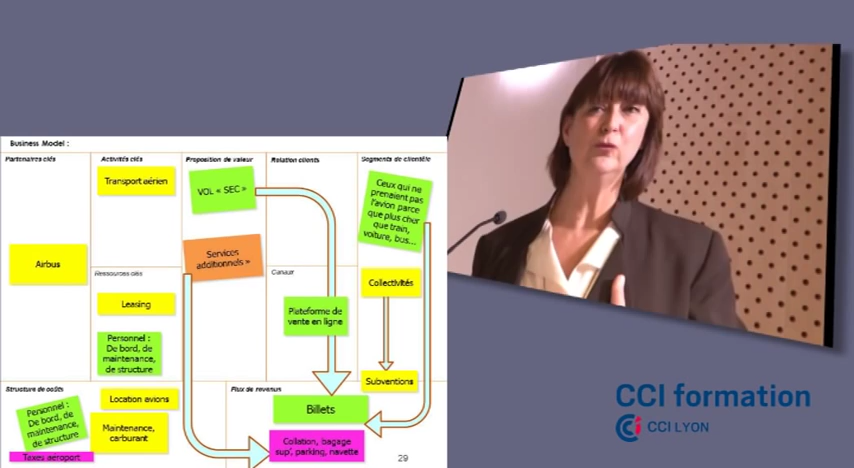 Business Model :
Partenaires clés
Activités clés
Proposition de valeur
Relation clients
Segments de clientèle
Transport aérien
VOL « SEC »
Ceux qui ne
prenaient pas
l'avion parce
que plus cher
que train,
voiture, bus...
Airbus
Services
additionnels »
Ressources clés
Canaux
Collectivités
Leasing
Plateforme de
vente en ligne
Personnel :
De bord, de
maintenance,
de structure
Subventions
Structure de coûts
Flux de revenus
Location avions
Personnel :
De bord, de
maintenance,
de structure
Billets
Maintenance,
carburant
Collation, bagage
sup', parking, navette
Taxes aéroport
29
CCI formation
CCI LYON